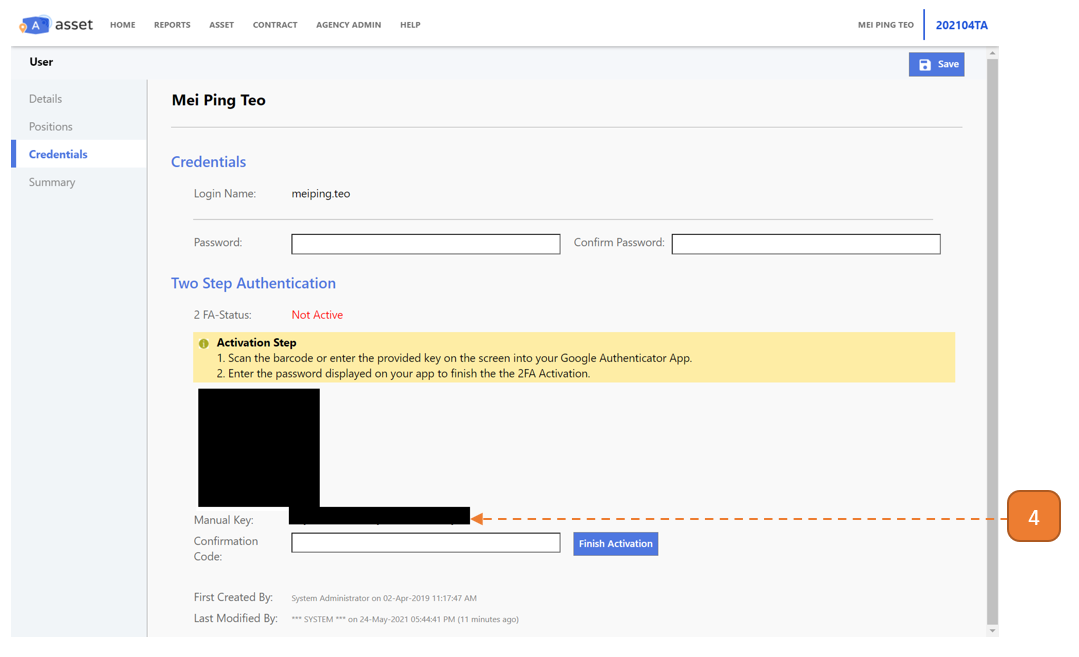 A asset HOME REPORTS ASSET CONTRACT AGENCY ADMIN HELP MEI PING TEO 202104TA
User Save
Details
Positions
Credentials
Summary
Mei Ping Teo
Credentials
Login Name: meiping.teo
Password: Confirm Password:
Two Step Authentication
2 FA-Status: Not Active
Activation Step
1. Scan the barcode or enter the provided key on the screen into your Google Authenticator App.
2. Enter the password displayed on your app to finish the the 2FA Activation.
Manual Key:
4
Confirmation
Code:
Finish Activation
First Created By: System Administrator on 02-Apr-2019 11:17:47 AM
Last Modified By: *** SYSTEM *** on 24-May-2021 05:44:41 PM (11 minutes ago)